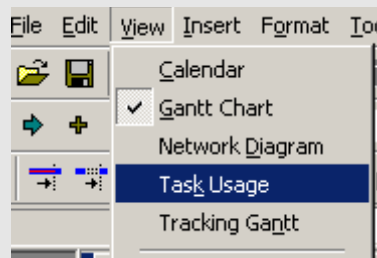 File Edit View Insert Format
Calendar
Gantt Chart
Network Diagram
Task Usage
Tracking Gantt